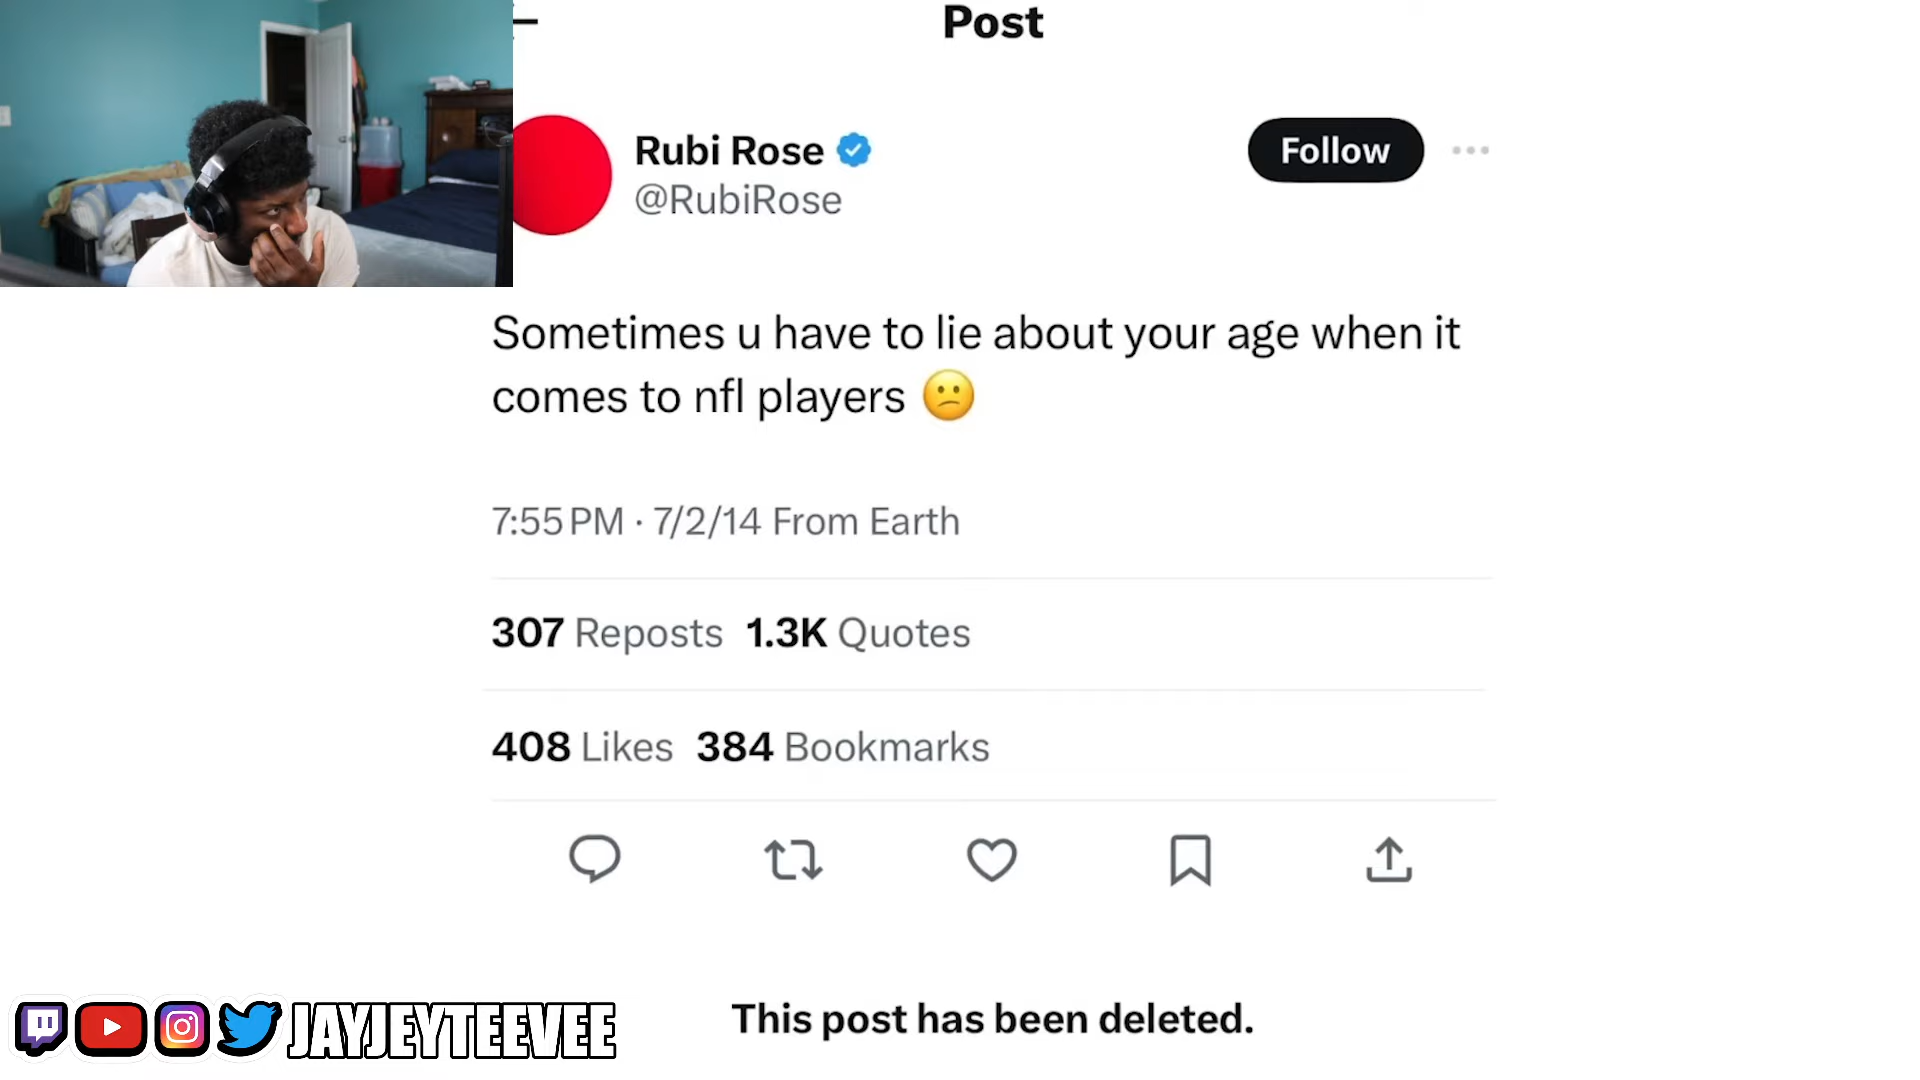 Post
Rubi Rose
@RubiRose
Follow
Sometimes u have to lie about your age when it
comes to nfl players 😕
7:55 PM · 7/2/14 From Earth
307 Reposts 1.3K Quotes
408 Likes 384 Bookmarks
This post has been deleted.
JAYJEYTEEVEE